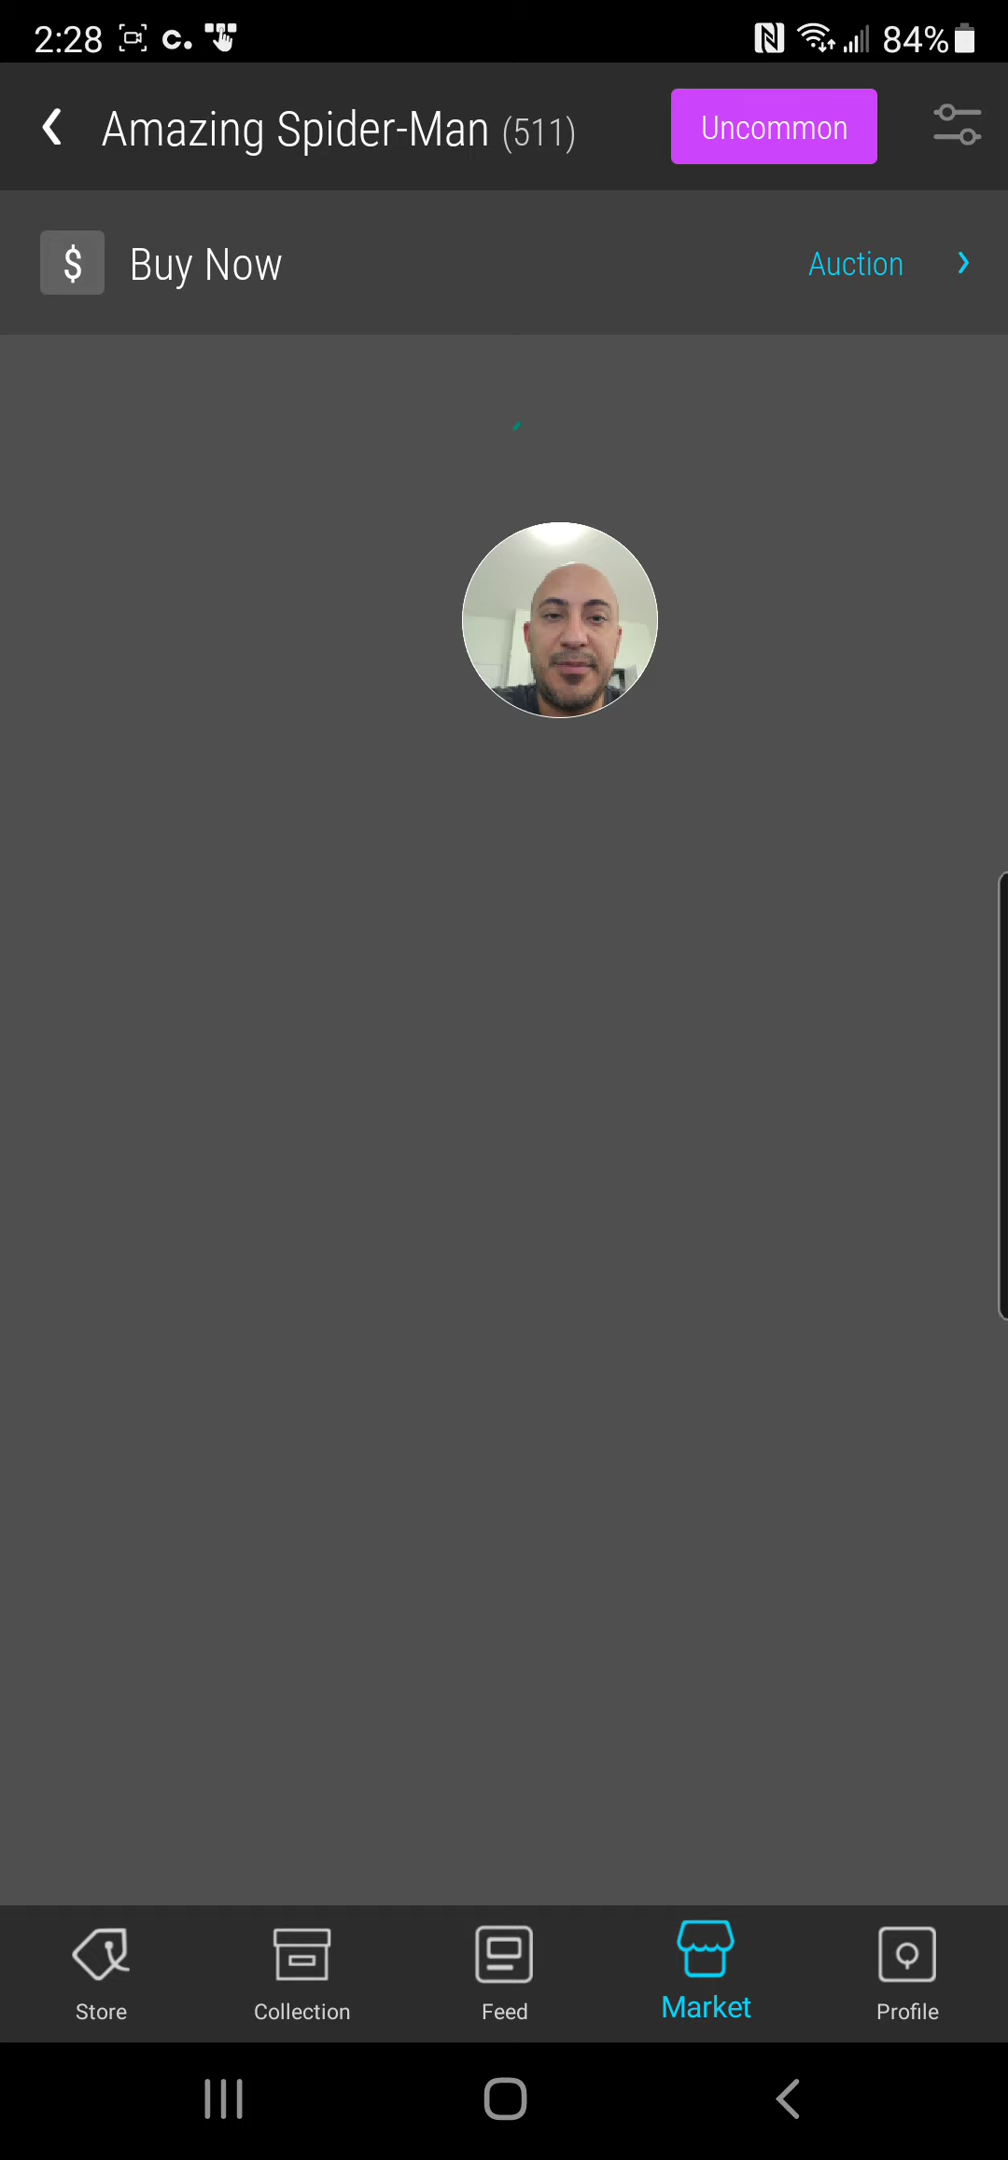 2:28 c. 84%
Amazing Spider-Man (511) Uncommon
$ Buy Now Auction
Store Collection Feed Market Profile